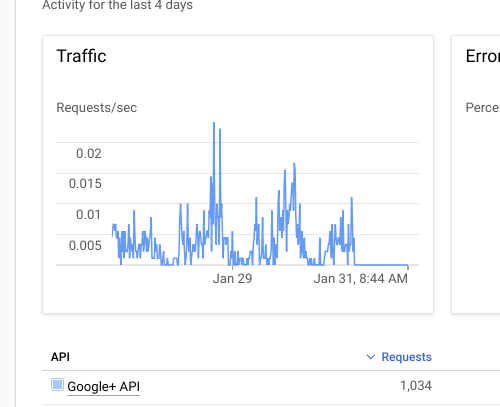 Activity for the last 4 days
Traffic
Requests/sec
0.02
0.015
0.01
0.005
Jan 29
Jan 31, 8:44 AM
Erro
Perce
API
Requests
Google+ API
1,034